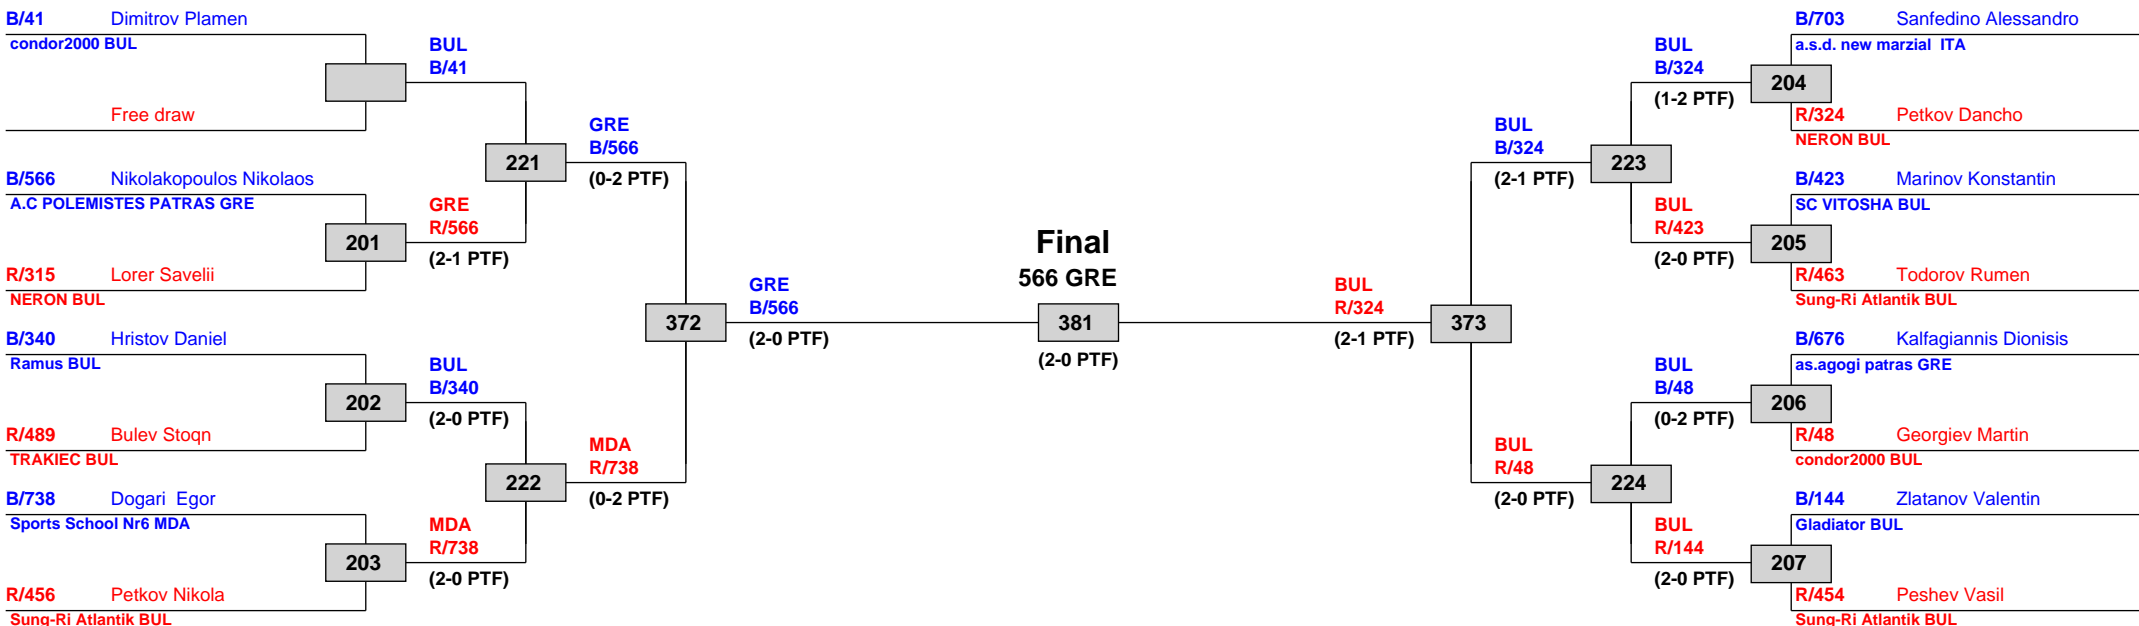 B/41 Dimitrov Plamen
condor2000 BUL
Free draw
B/566 Nikolakopoulos Nikolaos
A.C POLEMISTES PATRAS GRE
201
R/315 Lorer Savelii
NERON BUL
B/340 Hristov Daniel
Ramus BUL
202
R/489 Bulev Stoqn
TRAKIEC BUL
B/738 Dogari Egor
Sports School Nr6 MDA
203
R/456 Petkov Nikola
Sung-Ri Atlantik BUL
BUL
B/41
221
GRE
R/566
(2-1 PTF)
BUL
B/340
(2-0 PTF)
222
MDA
R/738
(2-0 PTF)
GRE
B/566
(0-2 PTF)
372
MDA
R/738
(0-2 PTF)
GRE
B/566
(2-0 PTF)
Final
566 GRE
381
(2-0 PTF)
BUL
R/324
(2-1 PTF)
373
BUL
B/324
(2-1 PTF)
223
BUL
R/48
(2-0 PTF)
224
BUL
B/324
(1-2 PTF)
204
BUL
R/423
(2-0 PTF)
205
BUL
B/48
(0-2 PTF)
206
BUL
R/144
(2-0 PTF)
207
B/703 Sanfedino Alessandro
a.s.d. new marzial ITA
R/324 Petkov Dancho
NERON BUL
B/423 Marinov Konstantin
SC VITOSHA BUL
R/463 Todorov Rumen
Sung-Ri Atlantik BUL
B/676 Kalfagiannis Dionisis
as.agogi patras GRE
R/48 Georgiev Martin
condor2000 BUL
B/144 Zlatanov Valentin
Gladiator BUL
R/454 Peshev Vasil
Sung-Ri Atlantik BUL